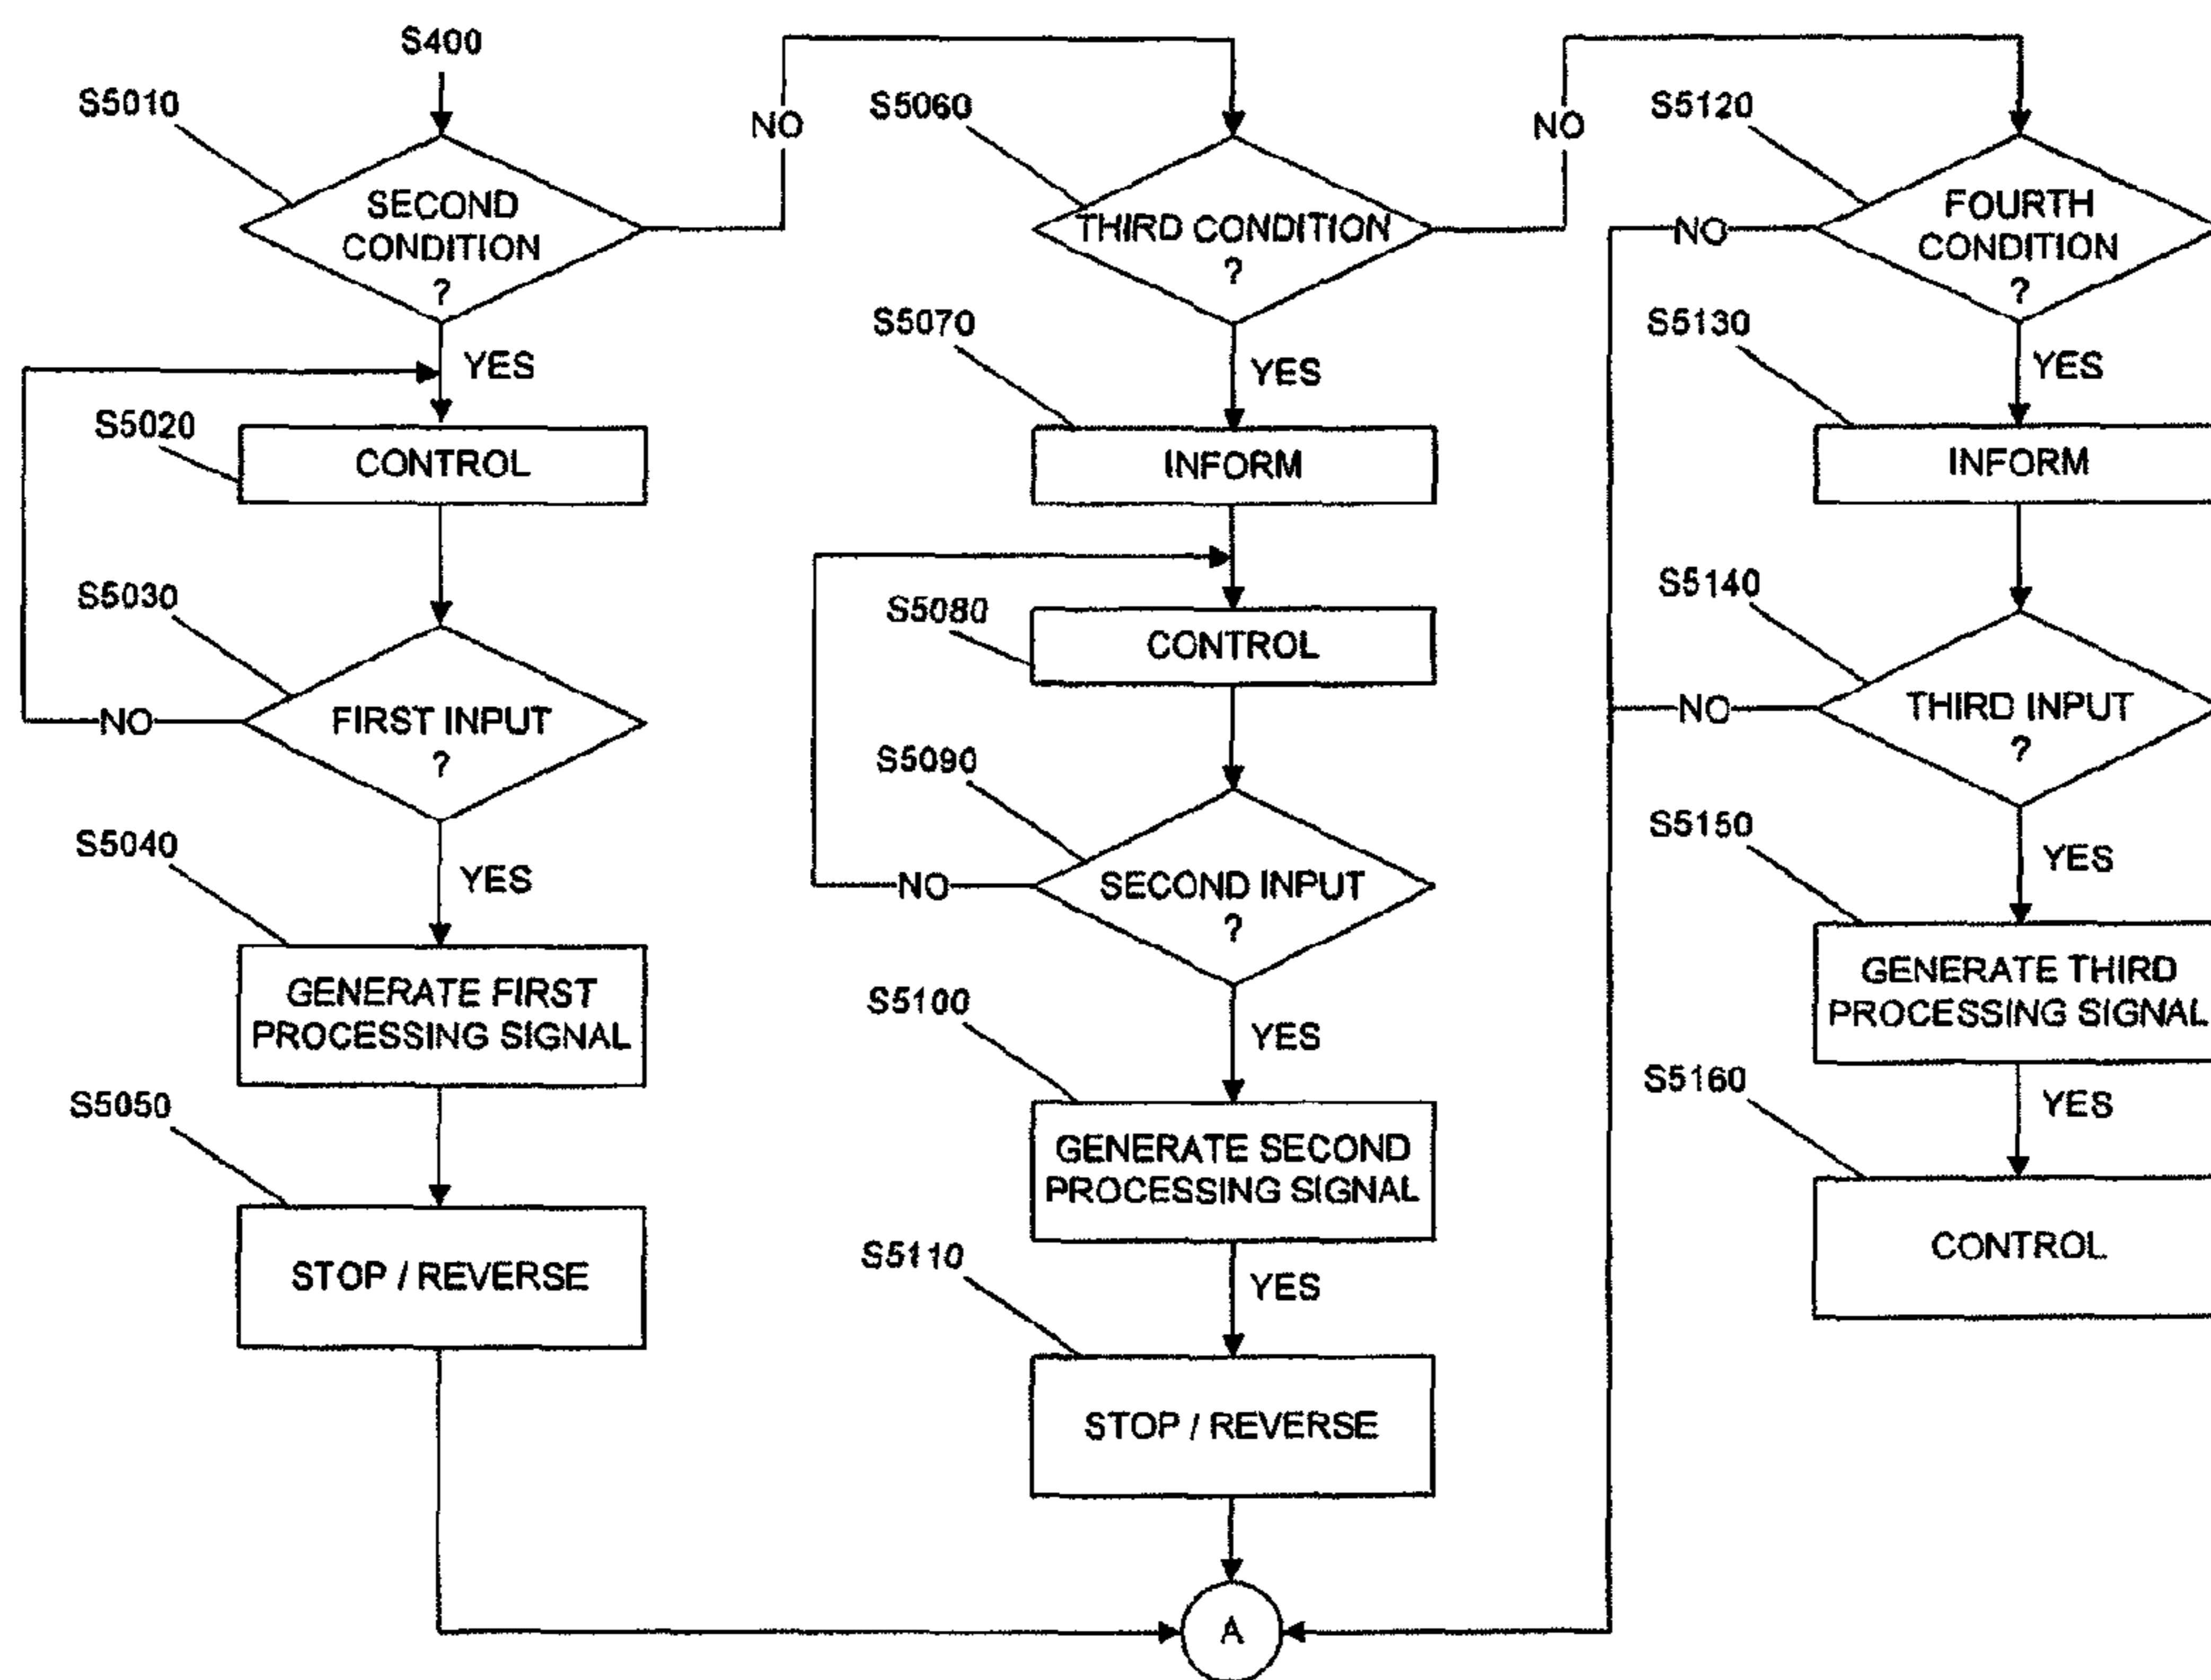 S400
S5010
SECOND
CONDITION
?
NO
YES
S5020
CONTROL
S5030
FIRST INPUT
?
NO
YES
S5040
GENERATE FIRST
PROCESSING SIGNAL
S5050
STOP / REVERSE
S5060
THIRD CONDITION
?
NO
YES
S5070
INFORM
S5080
CONTROL
S5090
SECOND INPUT
?
NO
YES
S5100
GENERATE SECOND
PROCESSING SIGNAL
YES
S5110
STOP / REVERSE
A
S5120
FOURTH
CONDITION
?
NO
YES
S5130
INFORM
S5140
THIRD INPUT
?
NO
YES
S5150
GENERATE THIRD
PROCESSING SIGNAL
YES
S5160
CONTROL